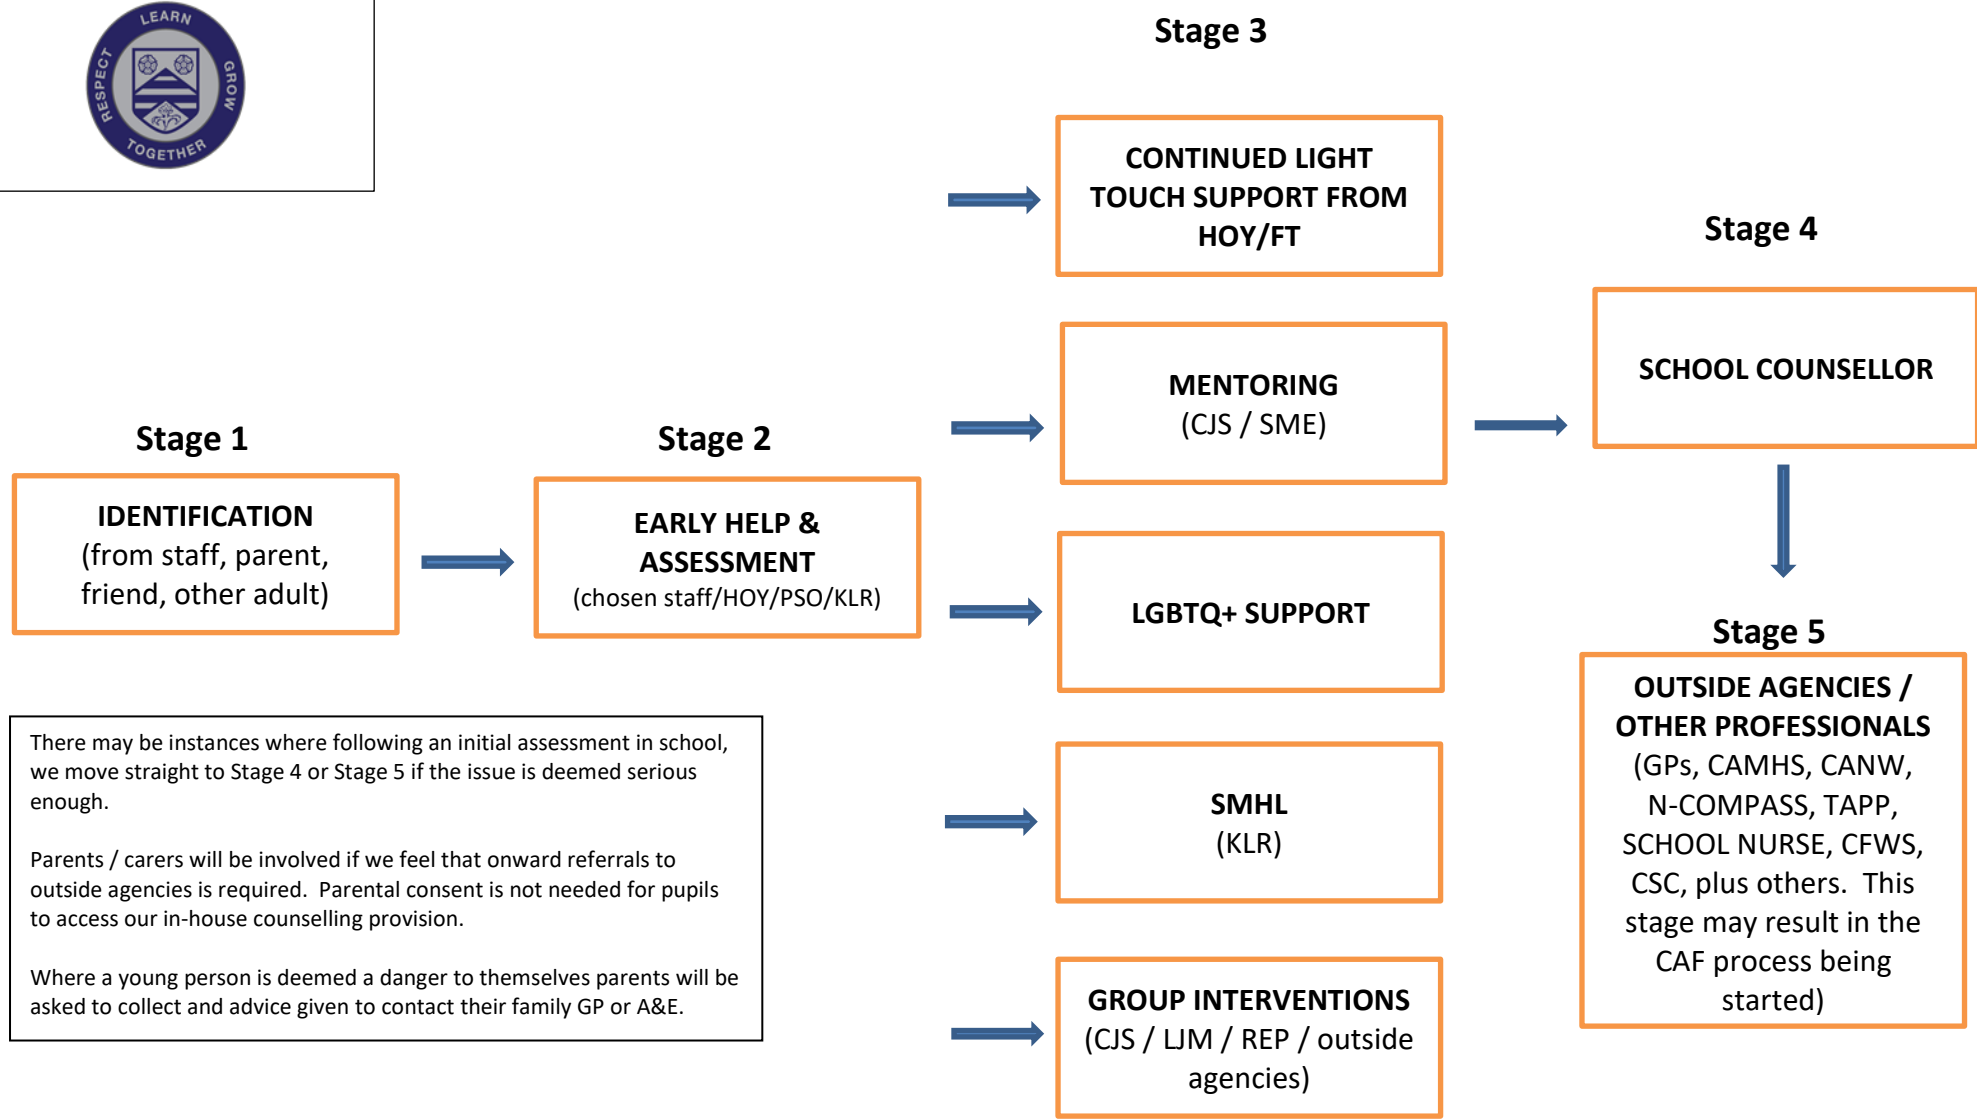 LEARN
RESPECT
GROW
TOGETHER
Stage 1
IDENTIFICATION
(from staff, parent,
friend, other adult)
Stage 2
EARLY HELP &
ASSESSMENT
(chosen staff/HOY/PSO/KLR)
Stage 3
CONTINUED LIGHT
TOUCH SUPPORT FROM
HOY/FT
MENTORING
(CJS / SME)
LGBTQ+ SUPPORT
SMHL
(KLR)
GROUP INTERVENTIONS
(CJS / LJM / REP / outside
agencies)
Stage 4
SCHOOL COUNSELLOR
Stage 5
OUTSIDE AGENCIES /
OTHER PROFESSIONALS
(GPs, CAMHS, CANW,
N-COMPASS, TAPP,
SCHOOL NURSE, CFWS,
CSC, plus others.  This
stage may result in the
CAF process being
started)
There may be instances where following an initial assessment in school,
we move straight to Stage 4 or Stage 5 if the issue is deemed serious
enough.
Parents / carers will be involved if we feel that onward referrals to
outside agencies is required.  Parental consent is not needed for pupils
to access our in-house counselling provision.
Where a young person is deemed a danger to themselves parents will be
asked to collect and advice given to contact their family GP or A&E.